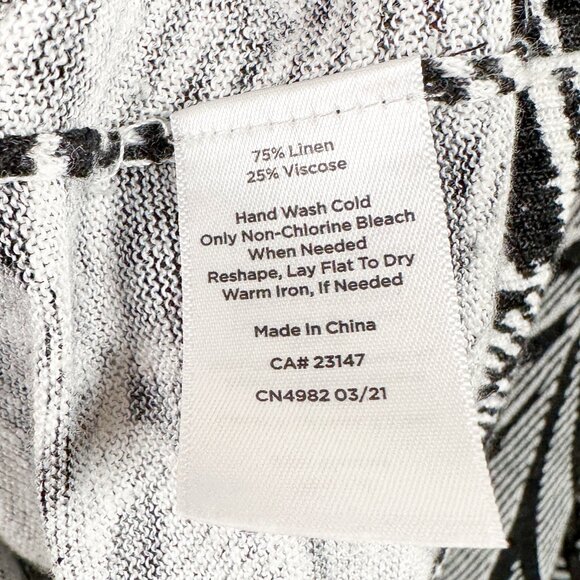 75% Linen
25% Viscose
Hand Wash Cold
Only Non-Chlorine Bleach
When Needed
Reshape, Lay Flat To Dry
Warm Iron, If Needed
Made In China
CA# 23147
CN4982 03/21